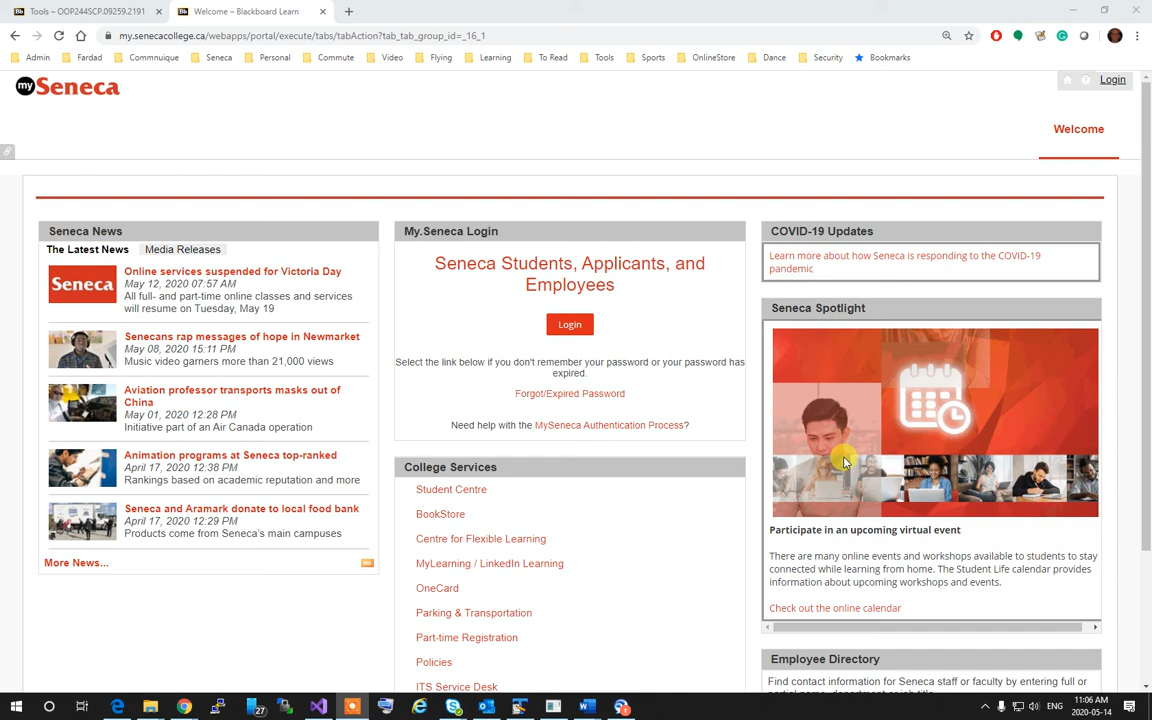 Tools – OOP244SCP.09259.2191
Welcome – Blackboard Learn
my.senecacollege.ca/webapps/portal/execute/tabs/tabAction?tab_tab_group_id=_16_1
Admin Fardad Commnuique Seneca Personal Commute Video Flying Learning To Read Tools Sports OnlineStore Dance Security Bookmarks
mySeneca
Login
Welcome
Seneca News
The Latest News Media Releases
Seneca
Online services suspended for Victoria Day
May 12, 2020 07:57 AM
All full- and part-time online classes and services
will resume on Tuesday, May 19
Senecans rap messages of hope in Newmarket
May 08, 2020 15:11 PM
Music video garners more than 21,000 views
Aviation professor transports masks out of
China
May 01, 2020 12:28 PM
Initiative part of an Air Canada operation
Animation programs at Seneca top-ranked
April 17, 2020 12:38 PM
Rankings based on academic reputation and more
Seneca and Aramark donate to local food bank
April 17, 2020 12:29 PM
Products come from Seneca's main campuses
More News...
My.Seneca Login
Seneca Students, Applicants, and
Employees
Login
Select the link below if you don't remember your password or your password has
expired.
Forgot/Expired Password
Need help with the MySeneca Authentication Process?
College Services
Student Centre
BookStore
Centre for Flexible Learning
MyLearning / LinkedIn Learning
OneCard
Parking & Transportation
Part-time Registration
Policies
ITS Service Desk
COVID-19 Updates
Learn more about how Seneca is responding to the COVID-19
pandemic
Seneca Spotlight
Participate in an upcoming virtual event
There are many online events and workshops available to students to stay
connected while learning from home. The Student Life calendar provides
information about upcoming workshops and events.
Check out the online calendar
Employee Directory
Find contact information for Seneca staff or faculty by entering full or
27
ENG
11:06 AM
2020-05-14